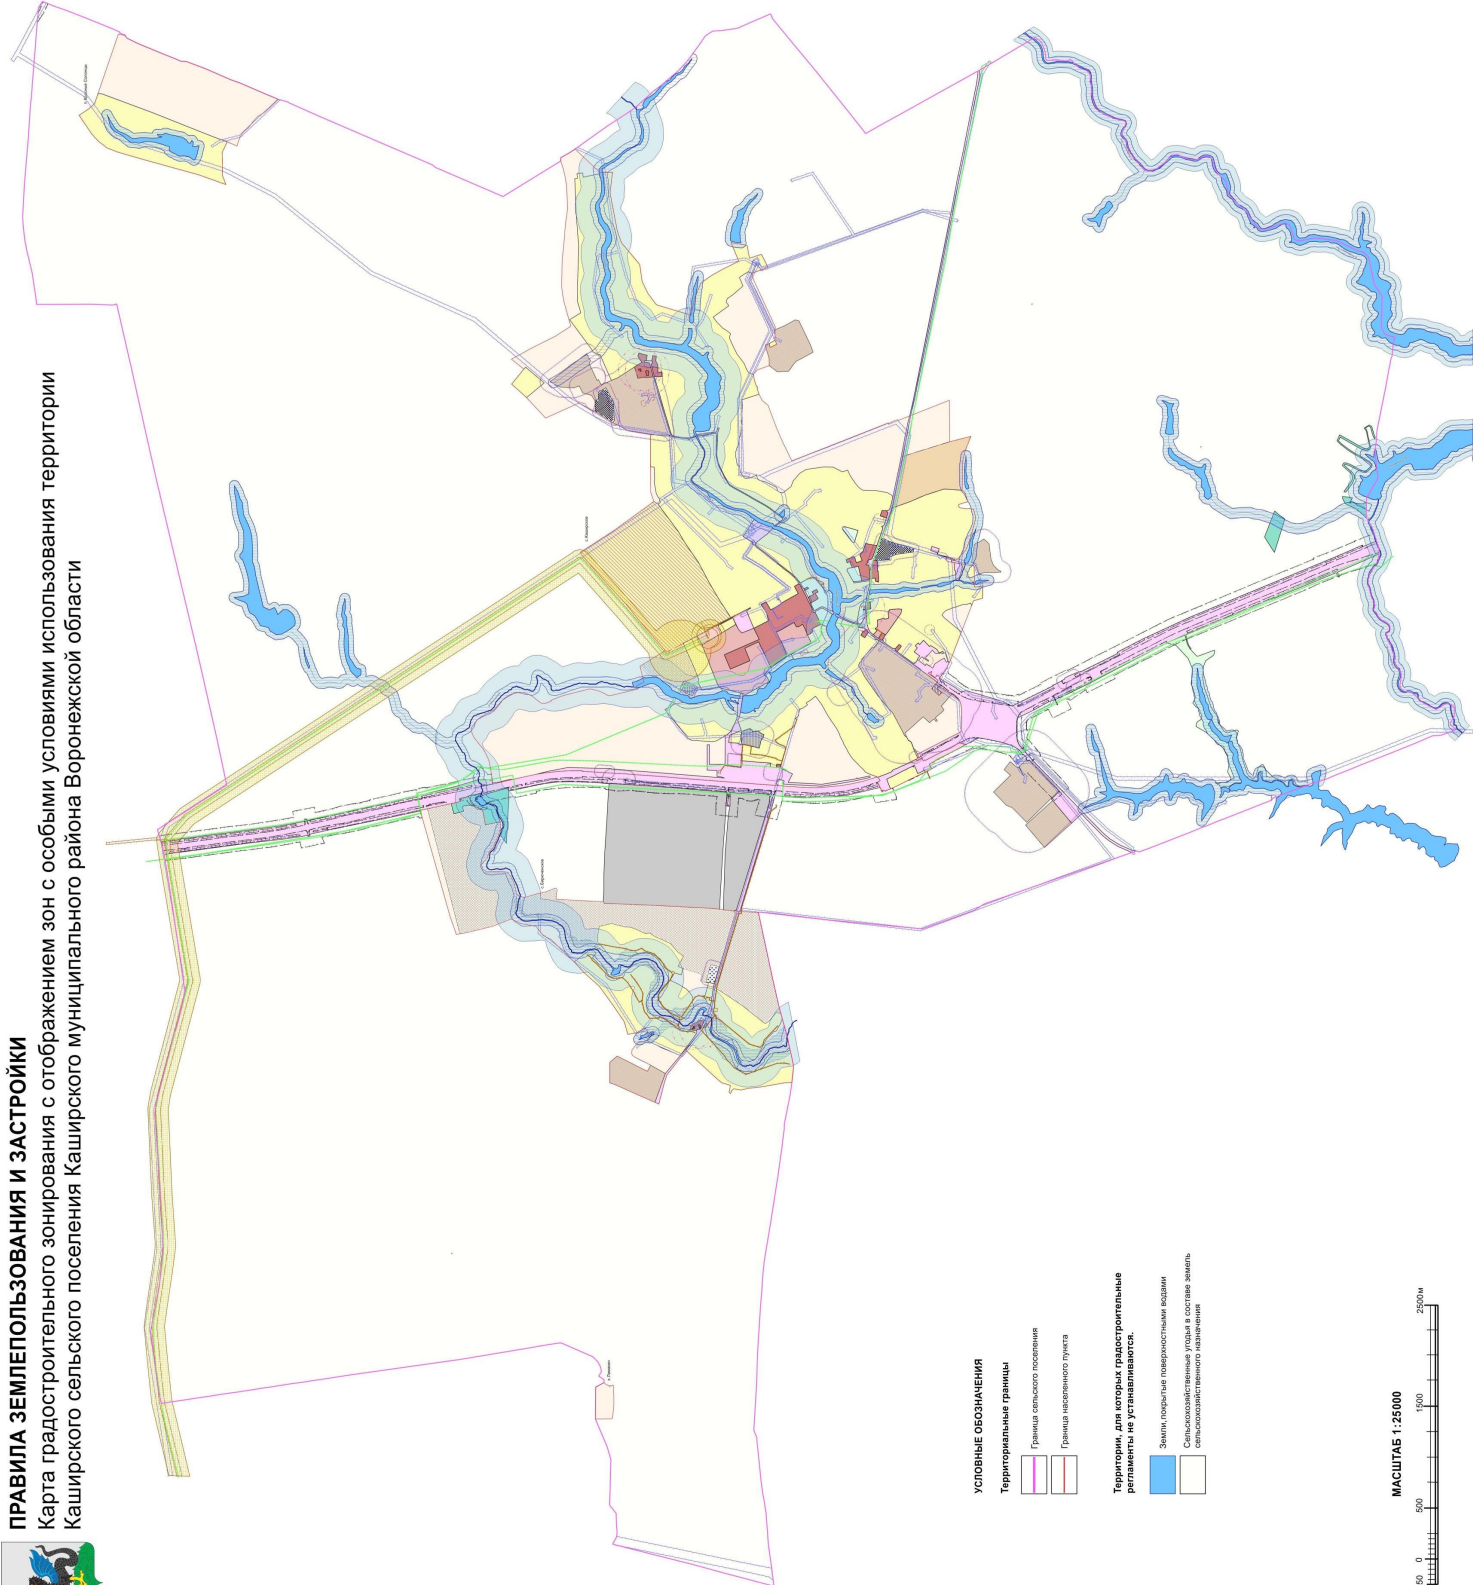 ПРАВИЛА ЗЕМЛЕПОЛЬЗОВАНИЯ И ЗАСТРОЙКИ
Карта градостроительного зонирования с отображением зон с особыми условиями использования территории
Каширского сельского поселения Каширского муниципального района Воронежской области
с.Каширское
УСЛОВНЫЕ ОБОЗНАЧЕНИЯ
Территориальные границы
Граница сельского поселения
Граница населенного пункта
Территории, для которых градостроительные
регламенты не устанавливаются.
Земли, покрытые поверхностными водами
Сельскохозяйственные угодья в составе земель
сельскохозяйственного назначения
МАСШТАБ 1:25000
50 0 500 1500 2500м